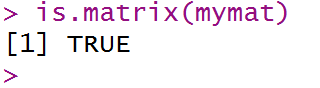 > is.matrix(mymat)
[1] TRUE
>